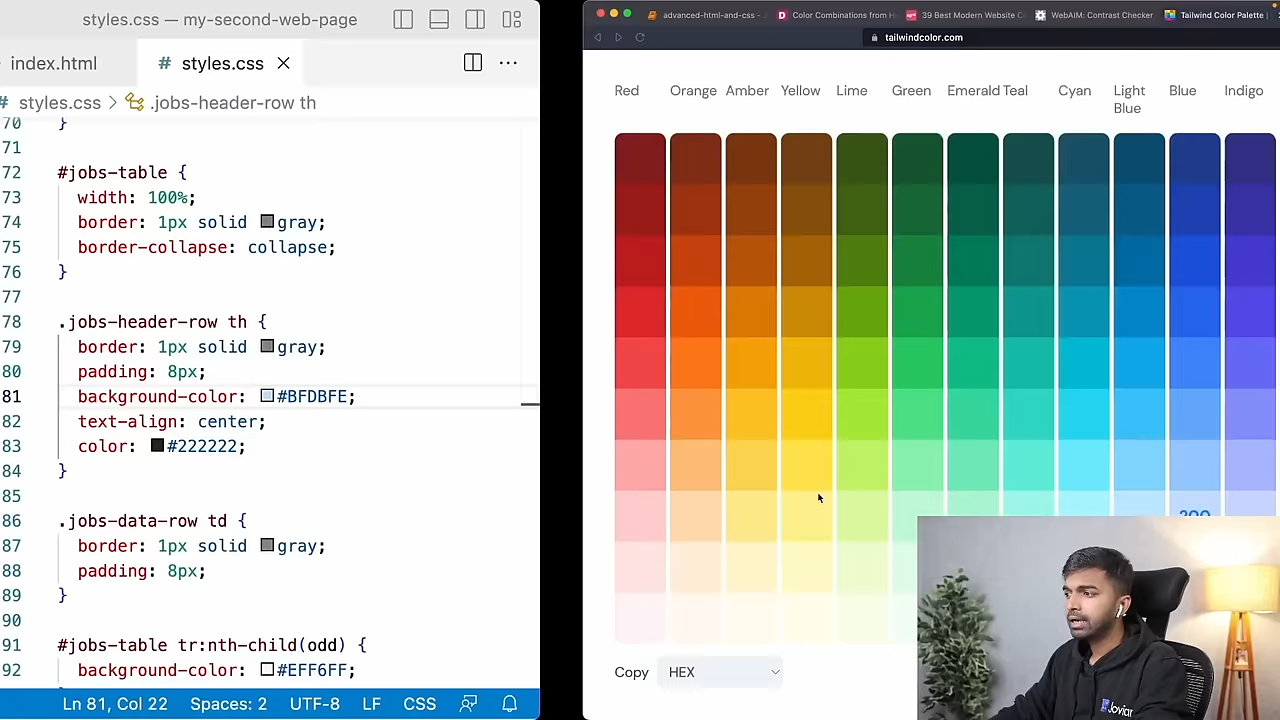 styles.css — my-second-web-page
index.html
# styles.css
# styles.css > .jobs-header-row th
70 }
71
72 #jobs-table {
73 width: 100%;
74 border: 1px solid gray;
75 border-collapse: collapse;
76 }
77
78 .jobs-header-row th {
79 border: 1px solid gray;
80 padding: 8px;
81 background-color: #BFDBFE;
82 text-align: center;
83 color: #222222;
84 }
85
86 .jobs-data-row td {
87 border: 1px solid gray;
88 padding: 8px;
89 }
90
91 #jobs-table tr:nth-child(odd) {
92 background-color: #EFF6FF;
Ln 81, Col 22 Spaces: 2 UTF-8 LF CSS
advanced-html-and-css - Color Combinations from H 39 Best Modern Website C WebAIM: Contrast Checker Tailwind Color Palette |
tailwindcolor.com
Red Orange Amber Yellow Lime Green Emerald Teal Cyan Light Blue Blue Indigo
200
Copy HEX
Jovian